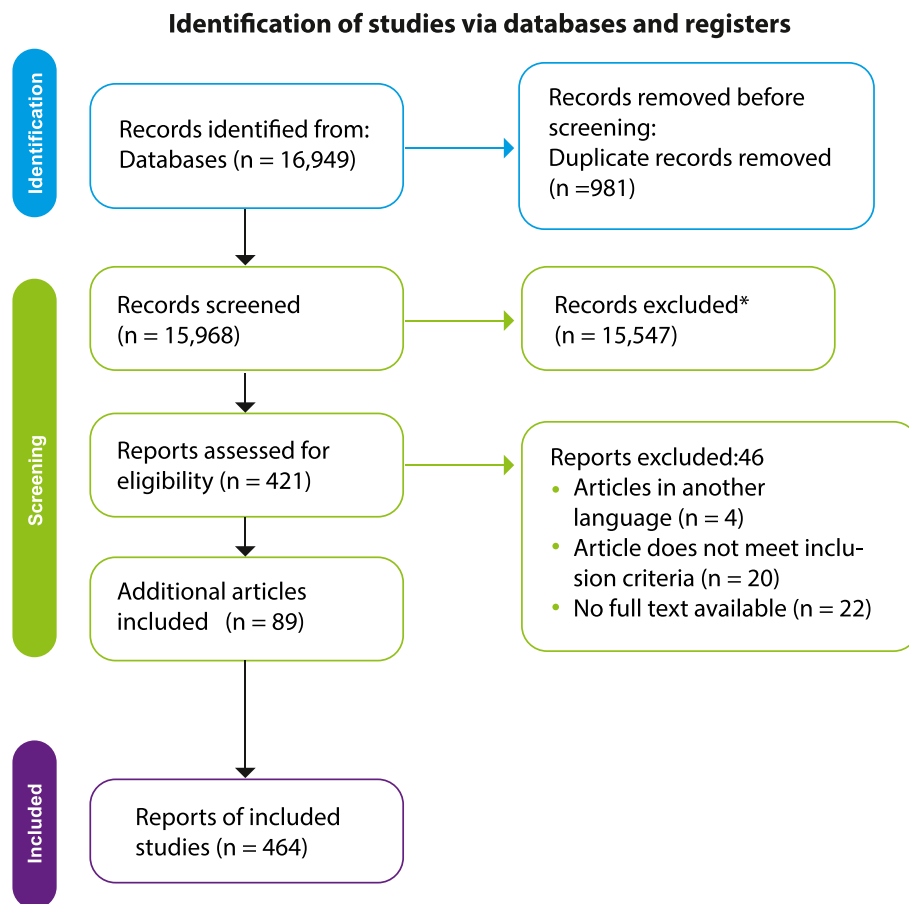 Identification of studies via databases and registers
Identification
Records identified from:
Databases (n = 16,949)
Records removed before
screening:
Duplicate records removed
(n =981)
Screening
Records screened
(n = 15,968)
Records excluded*
(n = 15,547)
Reports assessed for
eligibility (n = 421)
Reports excluded:46
• Articles in another
language (n = 4)
• Article does not meet inclu-
sion criteria (n = 20)
• No full text available (n = 22)
Additional articles
included (n = 89)
Included
Reports of included
studies (n = 464)